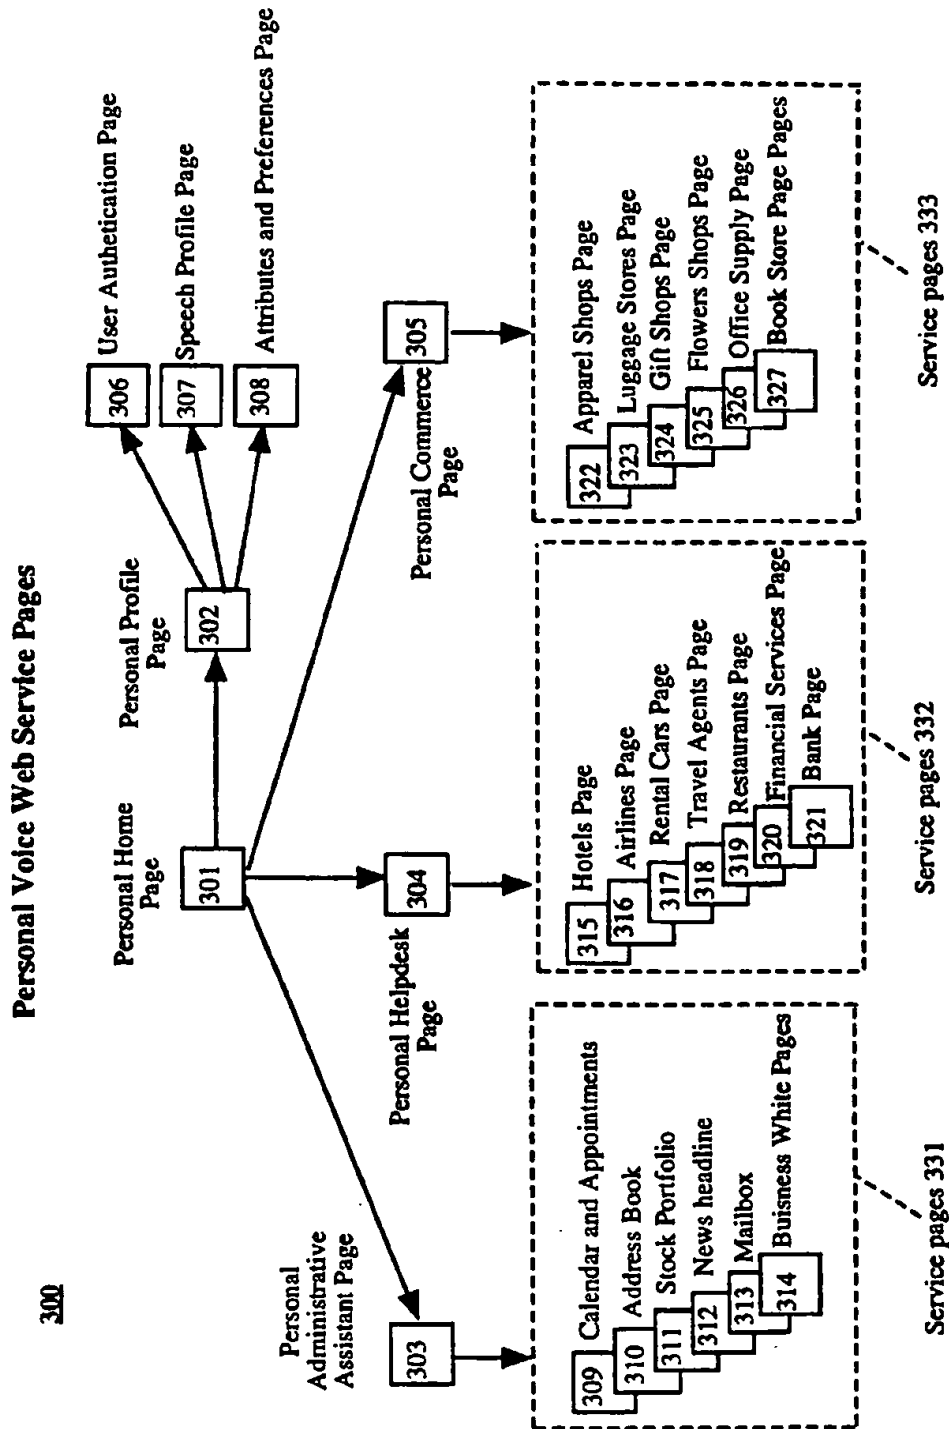 Personal Voice Web Service Pages
300
Personal Home
Page
301
Personal Profile
Page
302
306
User Authetication Page
307
Speech Profile Page
308
Attributes and Preferences Page
Personal
Administrative
Assistant Page
303
Personal Helpdesk
Page
304
Personal Commerce
Page
305
309
Calendar and Appointments
310
Address Book
311
Stock Portfolio
312
News headline
313
Mailbox
314
Buisness White Pages
Service pages 331
315
Hotels Page
316
Airlines Page
317
Rental Cars Page
318
Travel Agents Page
319
Restaurants Page
320
Financial Services Page
321
Bank Page
Service pages 332
322
Apparel Shops Page
323
Luggage Stores Page
324
Gift Shops Page
325
Flowers Shops Page
326
Office Supply Page
327
Book Store Page Pages
Service pages 333